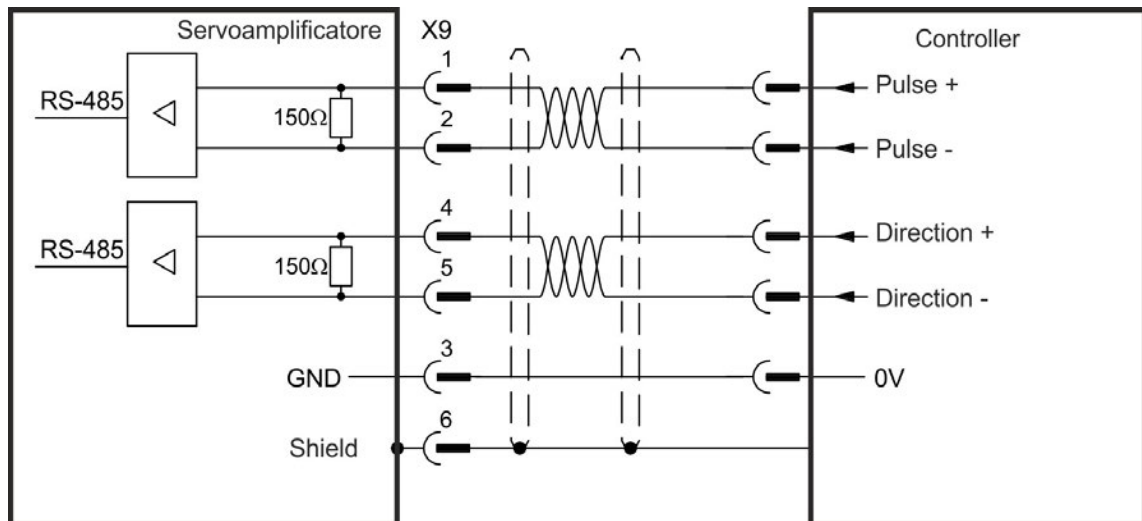 Servoamplificatore
X9
Controller
1
RS-485
150Ω
Pulse +
2
Pulse -
4
RS-485
150Ω
Direction +
5
Direction -
3
GND
0V
6
Shield